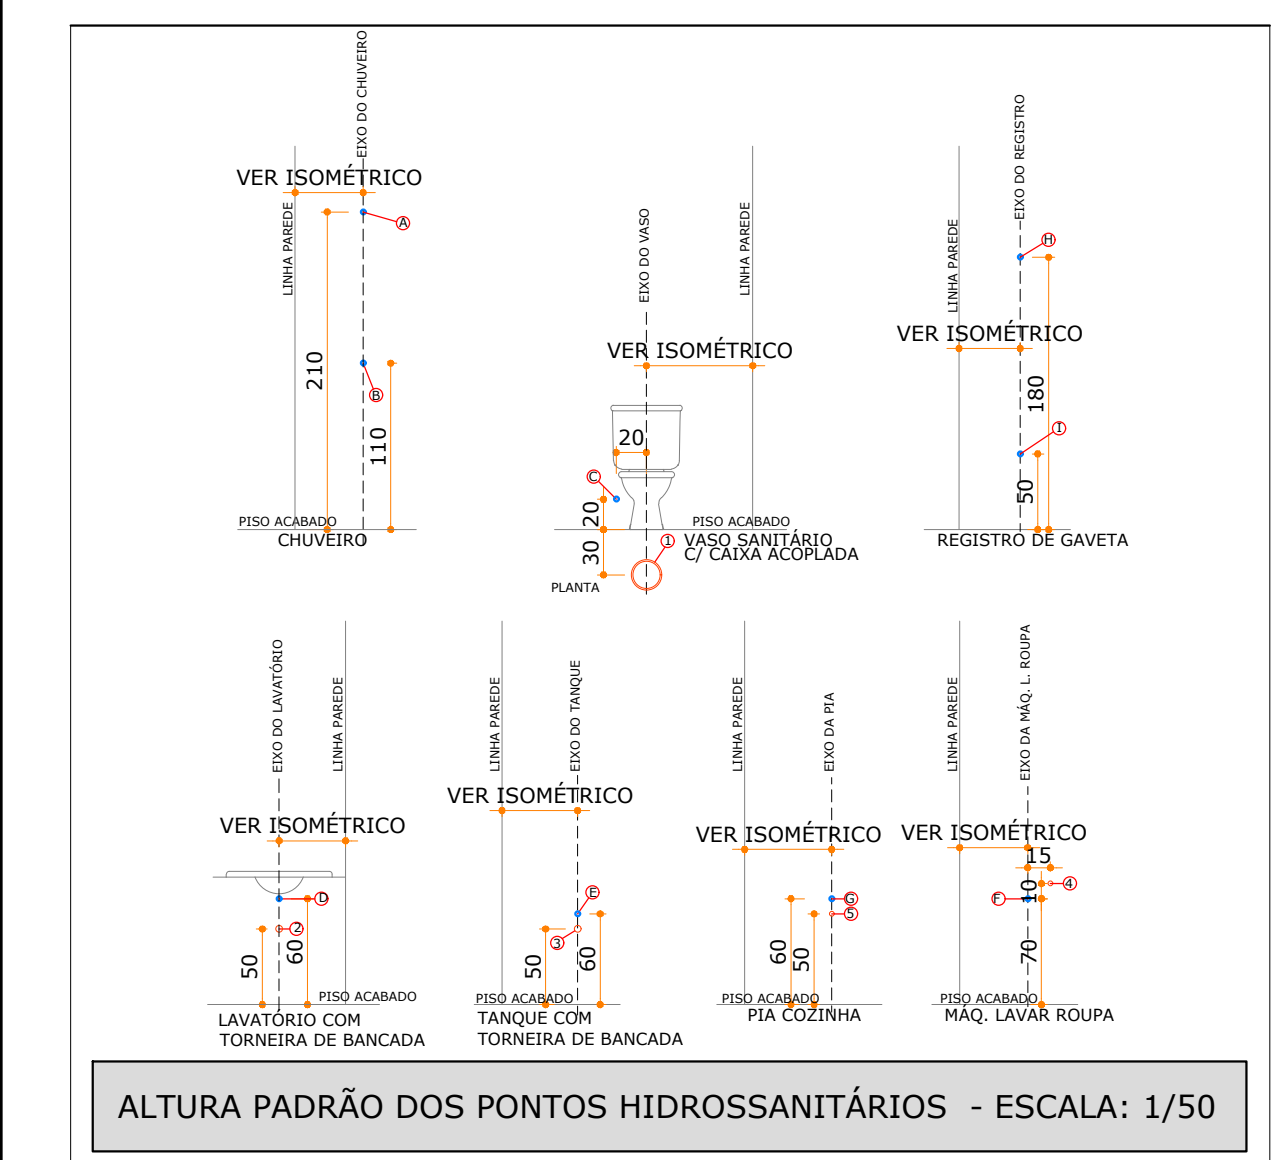 EIXO DO CHUVEIRO
VER ISOMÉTRICO
LINHA PAREDE
A
210
B
110
PISO ACABADO
CHUVEIRO
EIXO DO VASO
LINHA PAREDE
VER ISOMÉTRICO
20
C
20
30
PISO ACABADO
1
VASO SANITÁRIO
C/ CAIXA ACOPLADA
PLANTA
EIXO DO REGISTRO
LINHA PAREDE
H
VER ISOMÉTRICO
180
I
50
REGISTRO DE GAVETA
EIXO DO LAVATÓRIO
LINHA PAREDE
VER ISOMÉTRICO
D
2
50
60
PISO ACABADO
LAVATÓRIO COM
TORNEIRA DE BANCADA
LINHA PAREDE
EIXO DO TANQUE
VER ISOMÉTRICO
E
3
50
60
PISO ACABADO
TANQUE COM
TORNEIRA DE BANCADA
LINHA PAREDE
EIXO DA PIA
VER ISOMÉTRICO
G
5
60
50
PISO ACABADO
PIA COZINHA
LINHA PAREDE
EIXO DA MÁQ. L. ROUPA
VER ISOMÉTRICO
15
4
10
F
70
PISO ACABADO
MÁQ. LAVAR ROUPA
ALTURA PADRÃO DOS PONTOS HIDROSSANITÁRIOS - ESCALA: 1/50